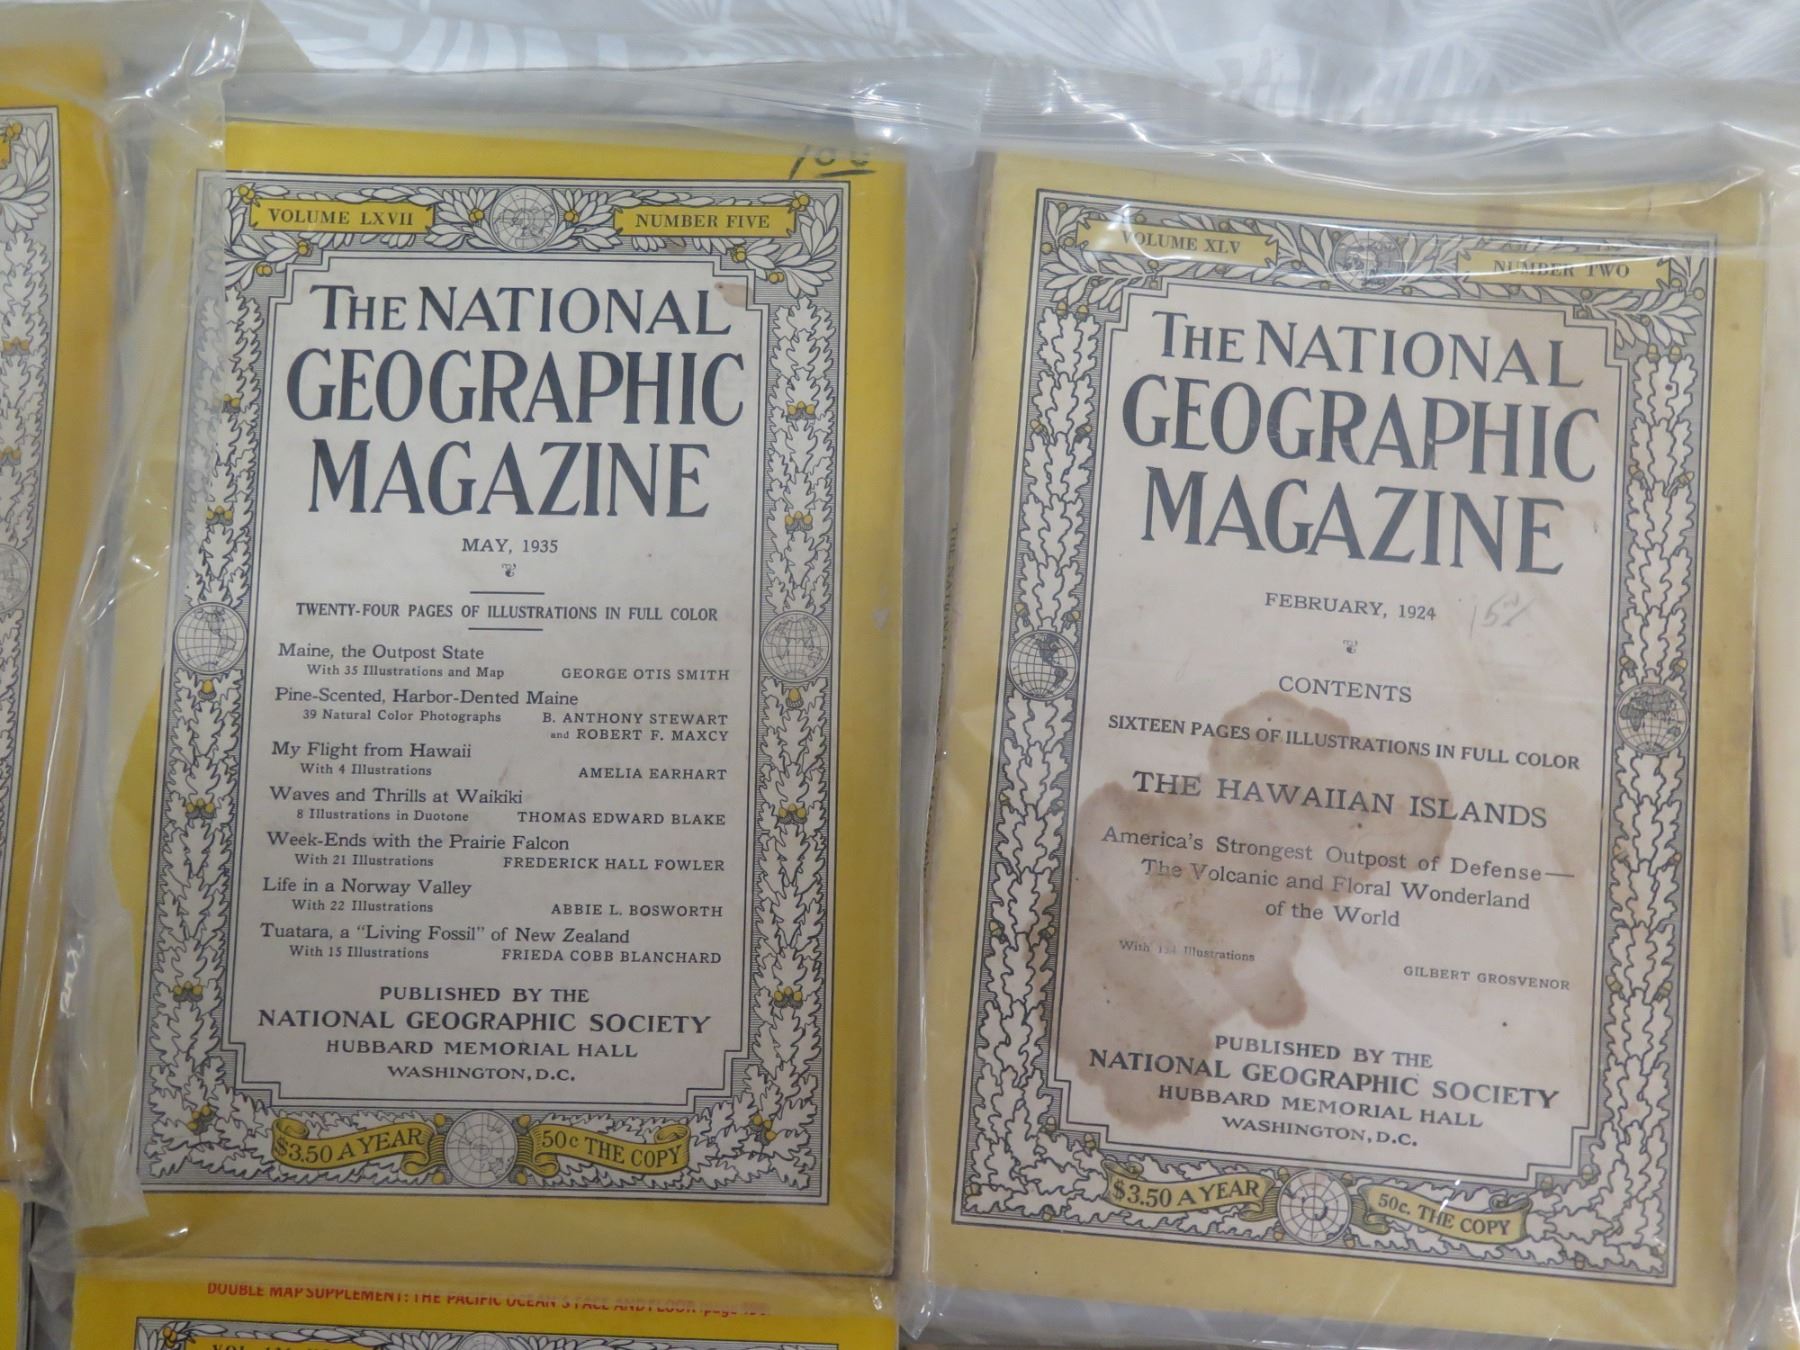 100
VOLUME LXVII
NUMBER FIVE
THE NATIONAL
GEOGRAPHIC
MAGAZINE
MAY, 1935
TWENTY-FOUR PAGES OF ILLUSTRATIONS IN FULL COLOR
Maine, the Outpost State
With 35 Illustrations and Map GEORGE OTIS SMITH
Pine-Scented, Harbor-Dented Maine
39 Natural Color Photographs B. ANTHONY STEWART
and ROBERT F. MAXCY
My Flight from Hawaii
With 4 Illustrations AMELIA EARHART
Waves and Thrills at Waikiki
8 Illustrations in Duotone THOMAS EDWARD BLAKE
Week-Ends with the Prairie Falcon
With 21 Illustrations FREDERICK HALL FOWLER
Life in a Norway Valley
With 22 Illustrations ABBIE L. BOSWORTH
Tuatara, a "Living Fossil" of New Zealand
With 15 Illustrations FRIEDA COBB BLANCHARD
PUBLISHED BY THE
NATIONAL GEOGRAPHIC SOCIETY
HUBBARD MEMORIAL HALL
WASHINGTON, D.C.
$3.50 A YEAR
50c THE COPY
VOLUME XLV
NUMBER TWO
THE NATIONAL
GEOGRAPHIC
MAGAZINE
FEBRUARY, 1924
CONTENTS
SIXTEEN PAGES OF ILLUSTRATIONS IN FULL COLOR
THE HAWAIIAN ISLANDS
America's Strongest Outpost of Defense—
The Volcanic and Floral Wonderland
of the World
With 134 Illustrations
GILBERT GROSVENOR
PUBLISHED BY THE
NATIONAL GEOGRAPHIC SOCIETY
HUBBARD MEMORIAL HALL
WASHINGTON, D.C.
$3.50 A YEAR
50c. THE COPY
DOUBLE MAP SUPPLEMENT: THE PACIFIC OCEAN'S FACE AND FLOOR (page